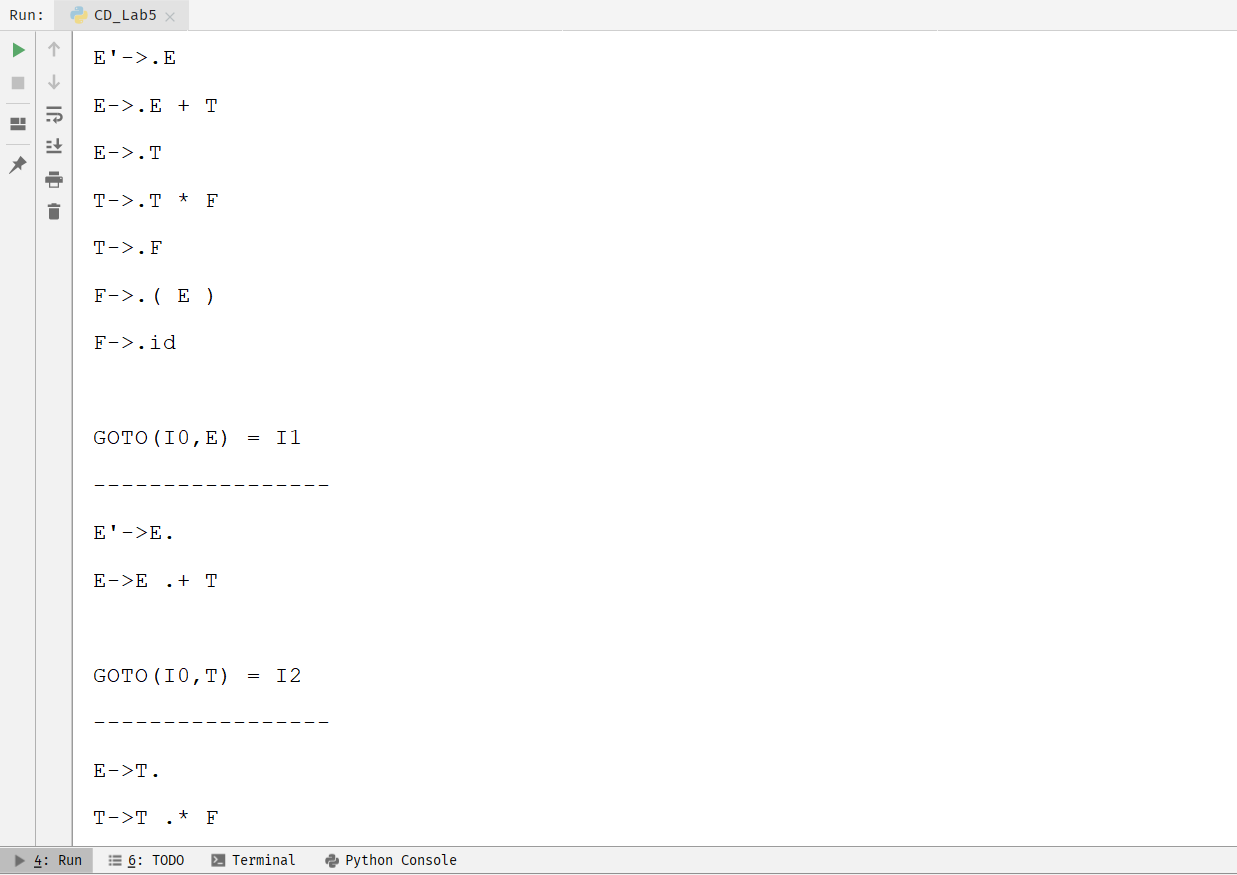 Run: CD_Lab5
E'->.E
E->.E + T
E->.T
T->.T * F
T->.F
F->.( E )
F->.id
GOTO(I0,E) = I1
-----------------
E'->E.
E->E .+ T
GOTO(I0,T) = I2
-----------------
E->T.
T->T .* F
4: Run 6: TODO Terminal Python Console